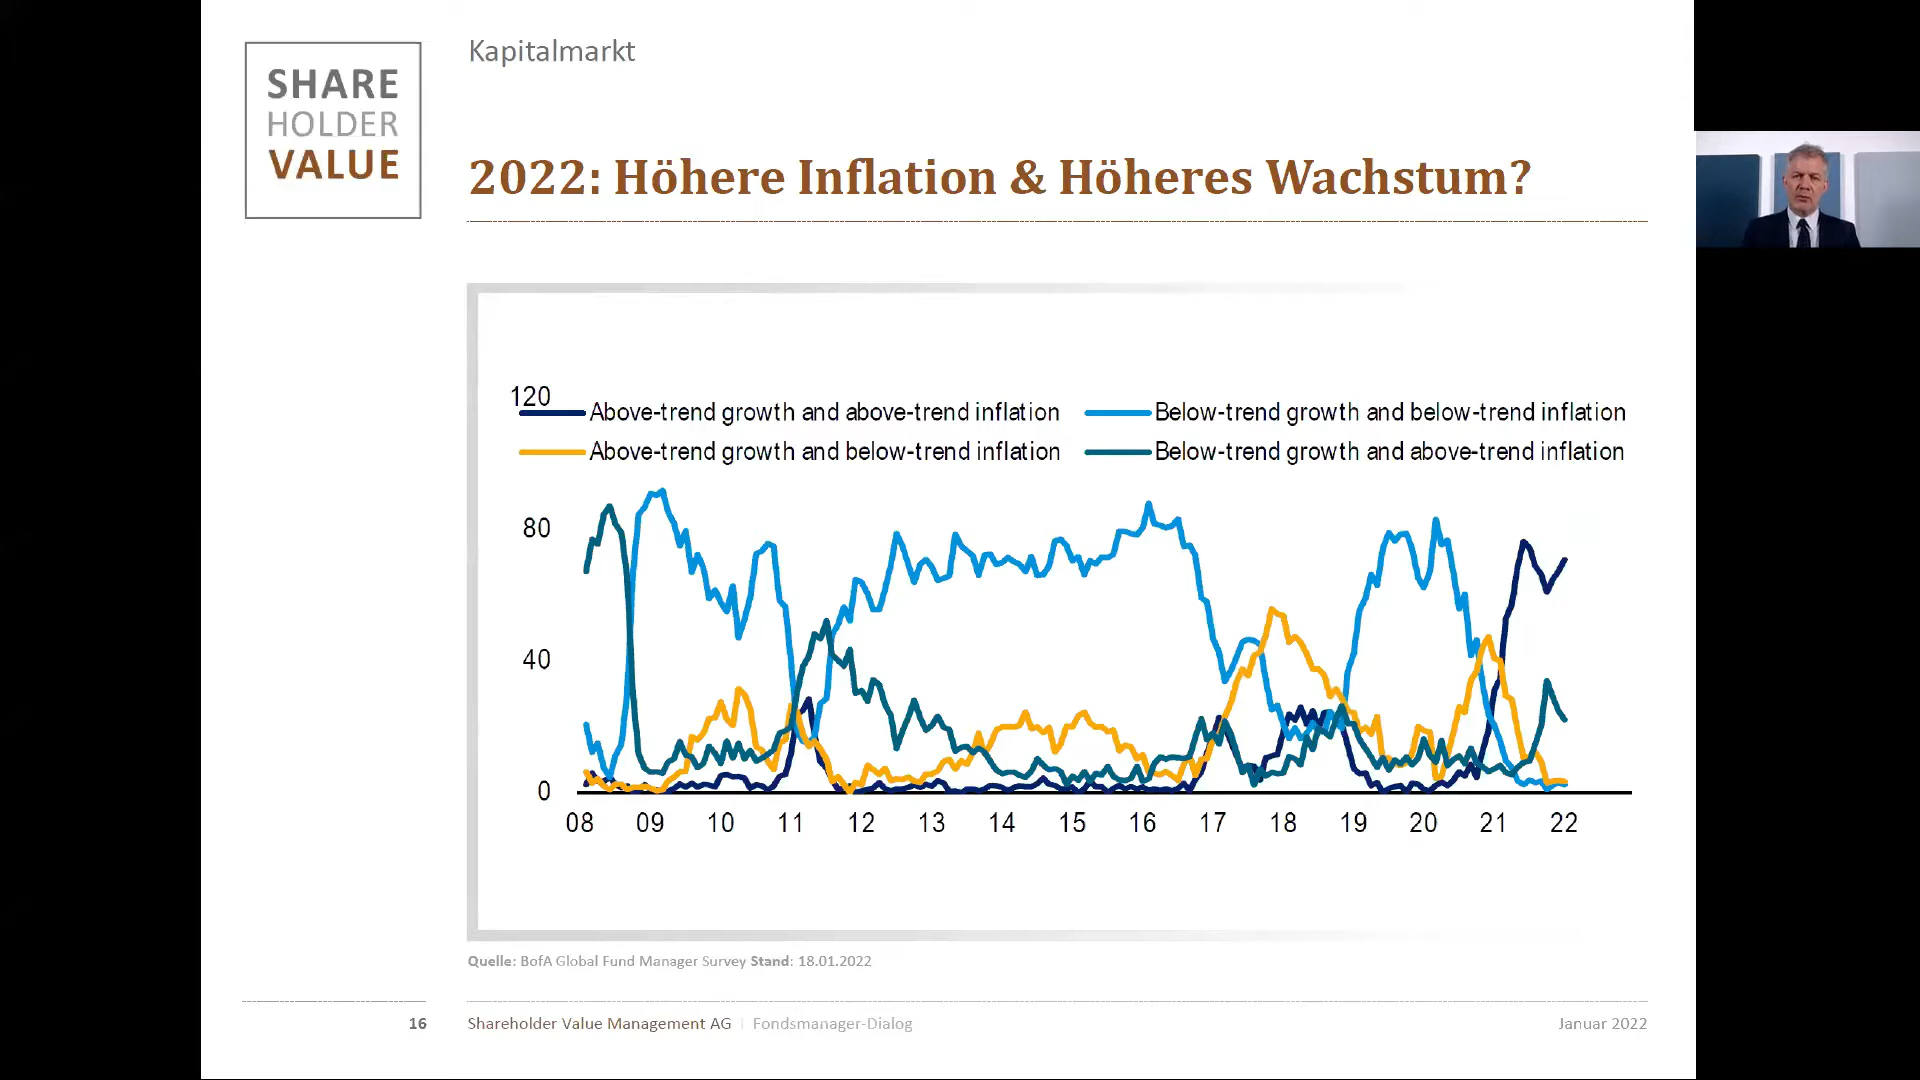 SHARE
HOLDER
VALUE
Kapitalmarkt
2022: Höhere Inflation & Höheres Wachstum?
120
Above-trend growth and above-trend inflation
Below-trend growth and below-trend inflation
Above-trend growth and below-trend inflation
Below-trend growth and above-trend inflation
80
40
0
08 09 10 11 12 13 14 15 16 17 18 19 20 21 22
Quelle: BofA Global Fund Manager Survey Stand: 18.01.2022
16
Shareholder Value Management AG | Fondsmanager-Dialog
Januar 2022